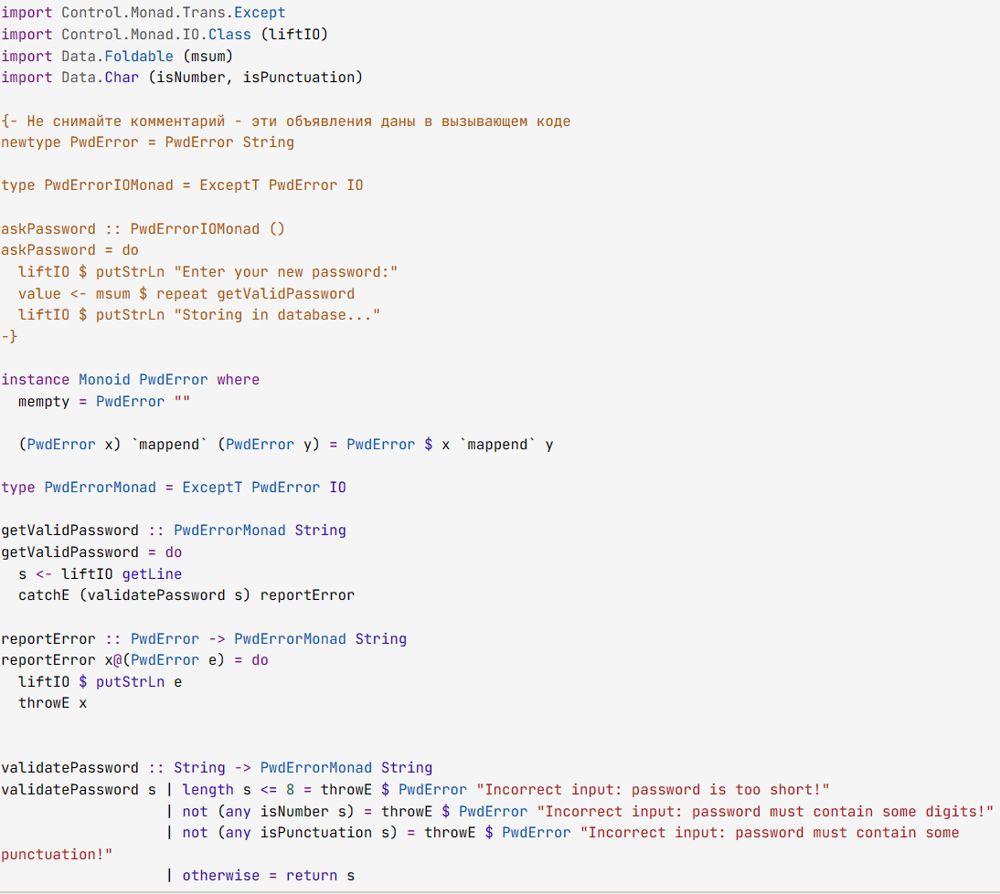 import Control.Monad.Trans.Except
import Control.Monad.IO.Class (liftIO)
import Data.Foldable (msum)
import Data.Char (isNumber, isPunctuation)

{- Не снимайте комментарий - эти объявления даны в вызывающем коде
newtype PwdError = PwdError String

type PwdErrorIOMonad = ExceptT PwdError IO

askPassword :: PwdErrorIOMonad ()
askPassword = do
  liftIO $ putStrLn "Enter your new password:"
  value <- msum $ repeat getValidPassword
  liftIO $ putStrLn "Storing in database..."
-}

instance Monoid PwdError where
  mempty = PwdError ""

  (PwdError x) `mappend` (PwdError y) = PwdError $ x `mappend` y

type PwdErrorMonad = ExceptT PwdError IO

getValidPassword :: PwdErrorMonad String
getValidPassword = do
  s <- liftIO getLine
  catchE (validatePassword s) reportError

reportError :: PwdError -> PwdErrorMonad String
reportError x@(PwdError e) = do
  liftIO $ putStrLn e
  throwE x


validatePassword :: String -> PwdErrorMonad String
validatePassword s | length s <= 8 = throwE $ PwdError "Incorrect input: password is too short!"
                   | not (any isNumber s) = throwE $ PwdError "Incorrect input: password must contain some digits!"
                   | not (any isPunctuation s) = throwE $ PwdError "Incorrect input: password must contain some
punctuation!"
                   | otherwise = return s